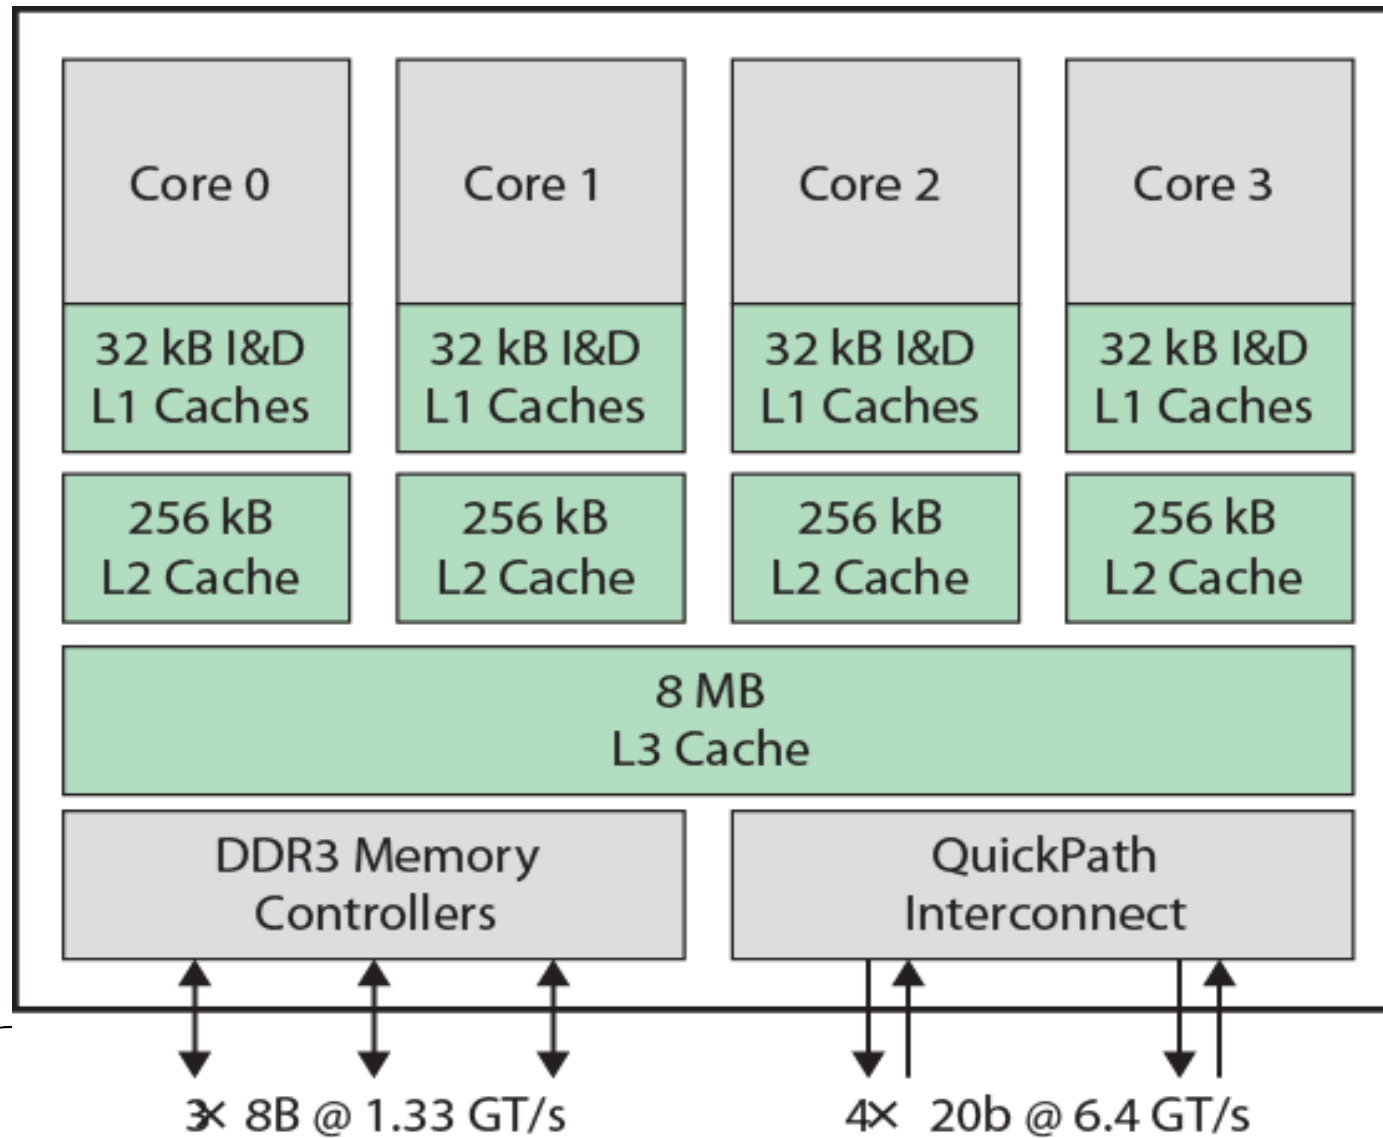 Core 0
Core 1
Core 2
Core 3
32 kB I&D
L1 Caches
32 kB I&D
L1 Caches
32 kB I&D
L1 Caches
32 kB I&D
L1 Caches
256 kB
L2 Cache
256 kB
L2 Cache
256 kB
L2 Cache
256 kB
L2 Cache
8 MB
L3 Cache
DDR3 Memory
Controllers
QuickPath
Interconnect
3× 8B @ 1.33 GT/s
4× 20b @ 6.4 GT/s